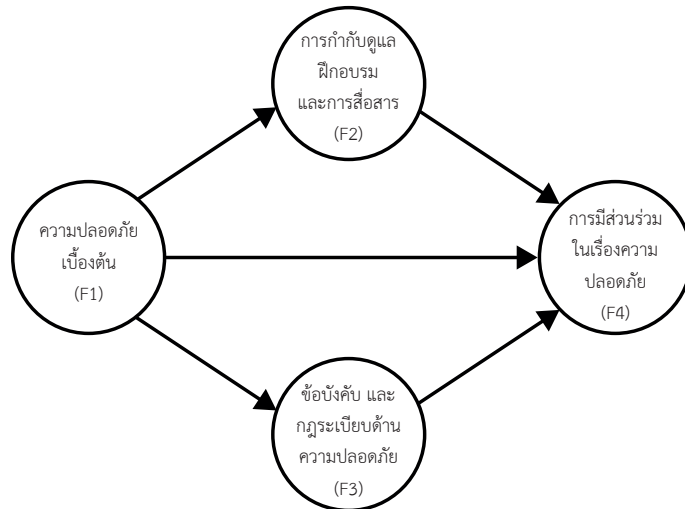 การกำกับดูแล
ฝึกอบรม
และการสื่อสาร
(F2)
ความปลอดภัย
เบื้องต้น
(F1)
การมีส่วนร่วม
ในเรื่องความ
ปลอดภัย
(F4)
ข้อบังคับ และ
กฎระเบียบด้าน
ความปลอดภัย
(F3)